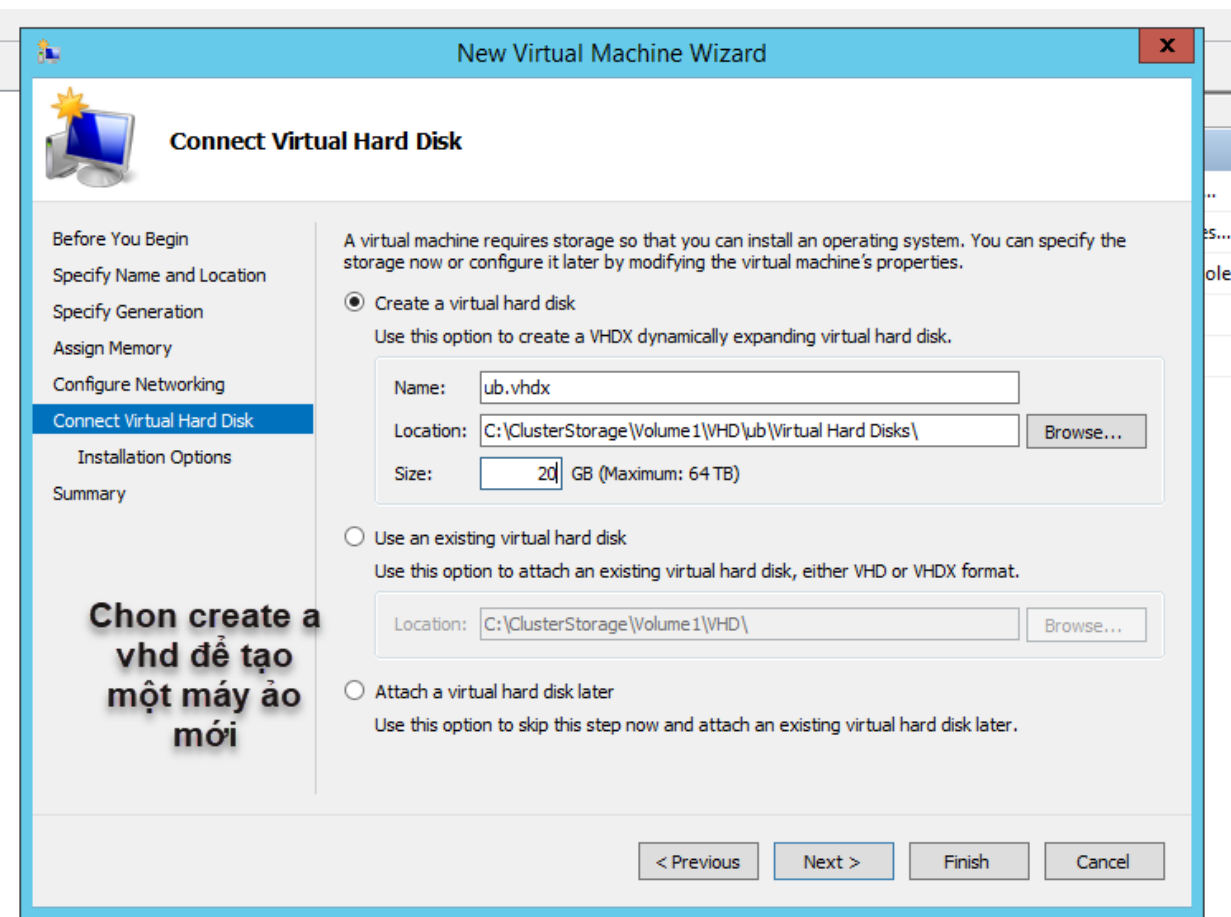 New Virtual Machine Wizard
x
Connect Virtual Hard Disk
Before You Begin
Specify Name and Location
Specify Generation
Assign Memory
Configure Networking
Connect Virtual Hard Disk
Installation Options
Summary
A virtual machine requires storage so that you can install an operating system. You can specify the
storage now or configure it later by modifying the virtual machine's properties.
Create a virtual hard disk
Use this option to create a VHDX dynamically expanding virtual hard disk.
Name: ub.vhdx
Location: C:\ClusterStorage\Volume1\VHD\ub\Virtual Hard Disks\ Browse...
Size: 20 GB (Maximum: 64 TB)
Use an existing virtual hard disk
Use this option to attach an existing virtual hard disk, either VHD or VHDX format.
Location: C:\ClusterStorage\Volume1\VHD\ Browse...
Attach a virtual hard disk later
Use this option to skip this step now and attach an existing virtual hard disk later.
Chon create a
vhd để tạo
một máy ảo
mới
< Previous Next > Finish Cancel